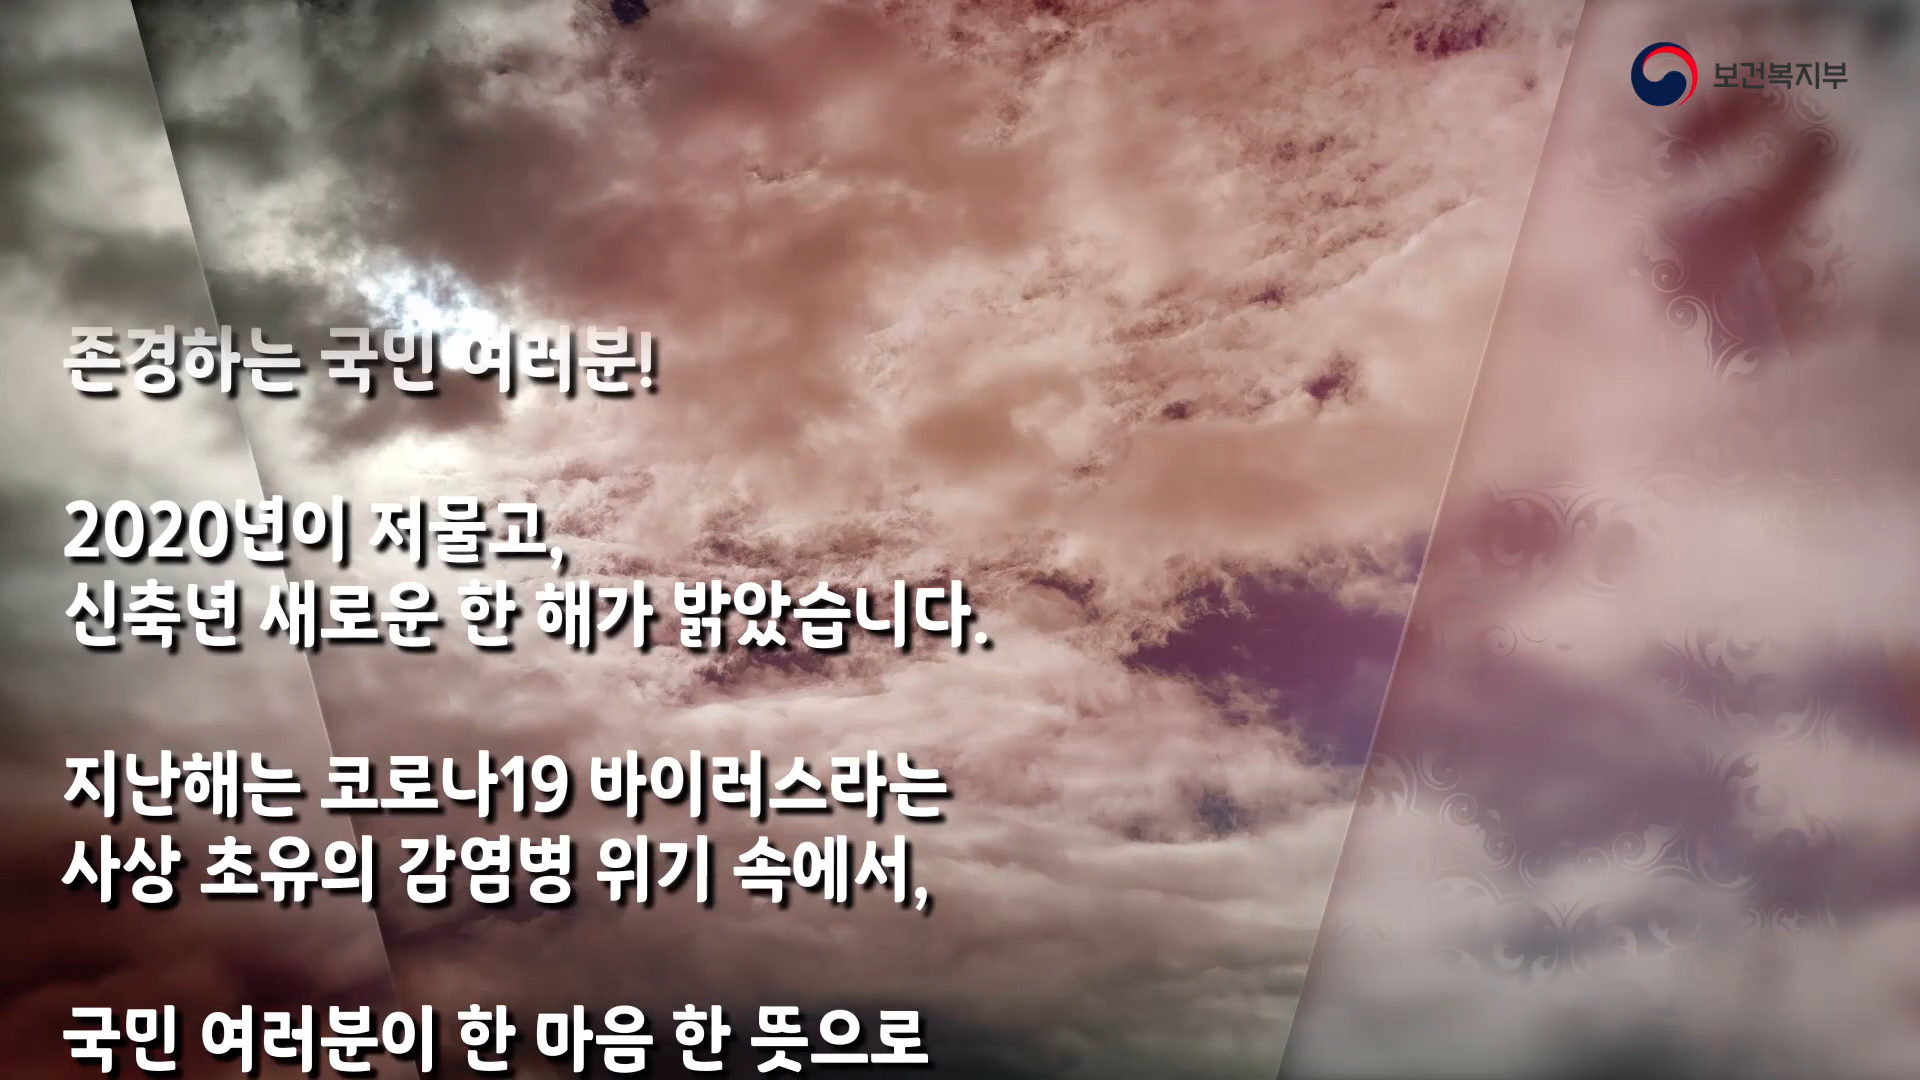 보건복지부
존경하는 국민 여러분!
2020년이 저물고,
신축년 새로운 한 해가 밝았습니다.
지난해는 코로나19 바이러스라는
사상 초유의 감염병 위기 속에서,
국민 여러분이 한 마음 한 뜻으로